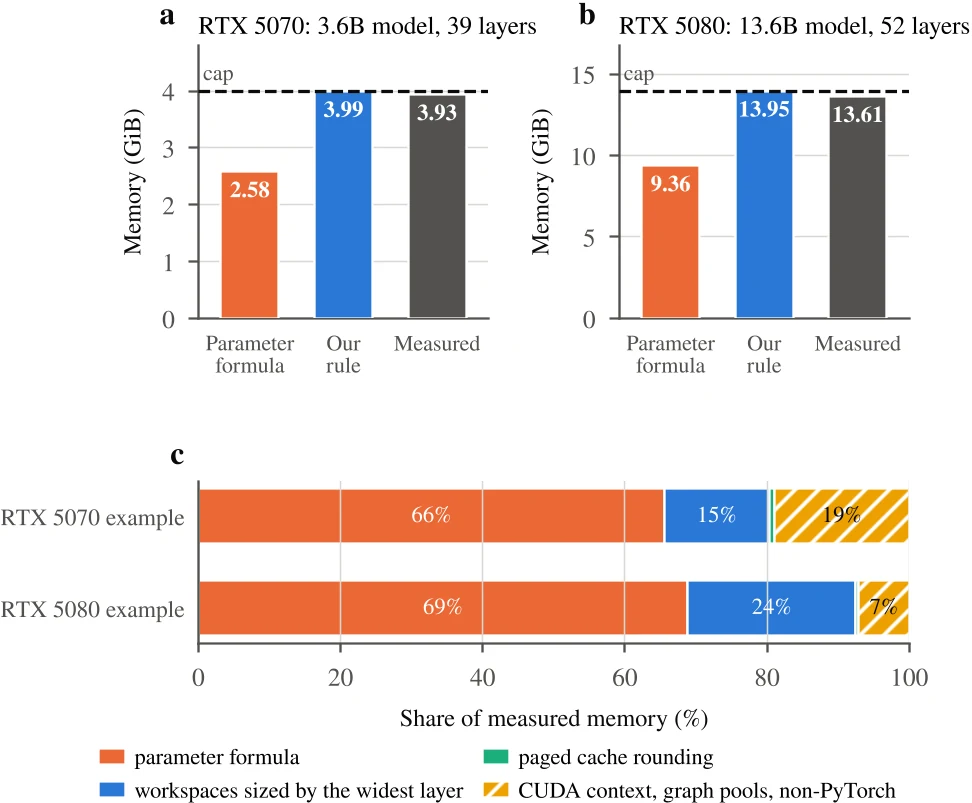 a
RTX 5070: 3.6B model, 39 layers
Memory (GiB)
cap
4
3
2
1
0
3.99
3.93
2.58
Parameter formula
Our rule
Measured
b
RTX 5080: 13.6B model, 52 layers
Memory (GiB)
cap
15
10
5
0
13.95
13.61
9.36
Parameter formula
Our rule
Measured
c
RTX 5070 example
66%
15%
19%
RTX 5080 example
69%
24%
7%
0
20
40
60
80
100
Share of measured memory (%)
parameter formula
paged cache rounding
workspaces sized by the widest layer
CUDA context, graph pools, non-PyTorch